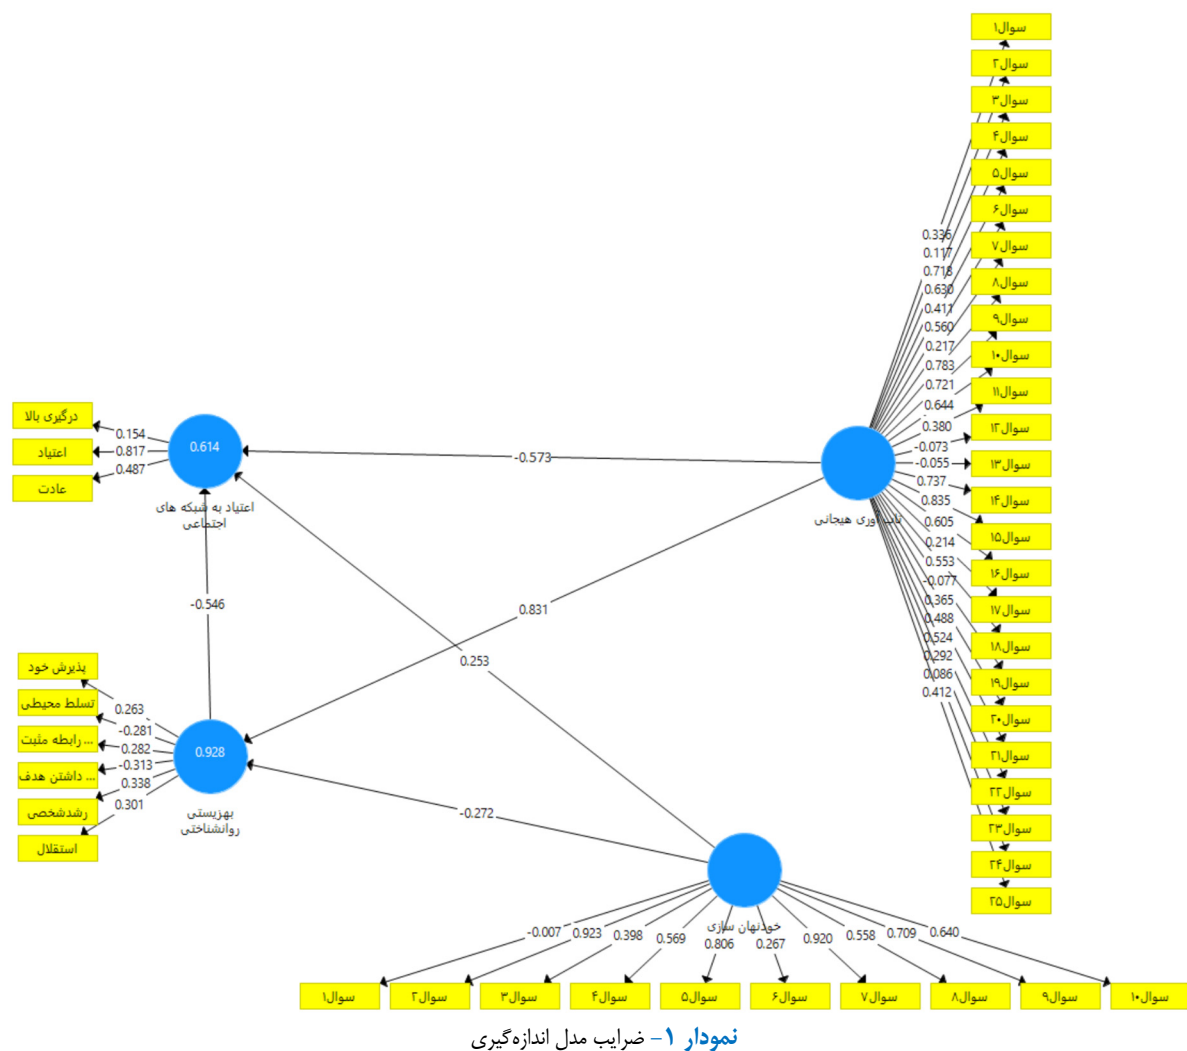 سوال۱
سوال۲
سوال۳
سوال۴
سوال۵
سوال۶
سوال۷
سوال۸
سوال۹
سوال۱۰
سوال۱۱
سوال۱۲
سوال۱۳
سوال۱۴
سوال۱۵
سوال۱۶
سوال۱۷
سوال۱۸
سوال۱۹
سوال۲۰
سوال۲۱
سوال۲۲
سوال۲۳
سوال۲۴
سوال۲۵
0.336
0.117
0.718
0.630
0.411
0.560
0.217
0.783
0.721
0.644
0.380
-0.073
-0.055
0.737
0.835
0.605
0.214
0.553
-0.077
0.365
0.488
0.524
0.292
0.086
0.412
تاب آوری هیجانی
درگیری بالا
اعتیاد
عادت
0.154
0.817
0.487
0.614
اعتیاد به شبکه های
اجتماعی
-0.573
-0.546
0.831
0.253
-0.272
پذیرش خود
تسلط محیطی
رابطه مثبت ...
داشتن هدف ...
رشدشخصی
استقلال
0.263
-0.281
0.282
-0.313
0.338
0.301
0.928
بهزیستی
روانشناختی
خودنهان سازی
-0.007
0.923
0.398
0.569
0.806
0.267
0.920
0.558
0.709
0.640
سوال۱
سوال۲
سوال۳
سوال۴
سوال۵
سوال۶
سوال۷
سوال۸
سوال۹
سوال۱۰
نمودار ۱- ضرایب مدل اندازه‌گیری